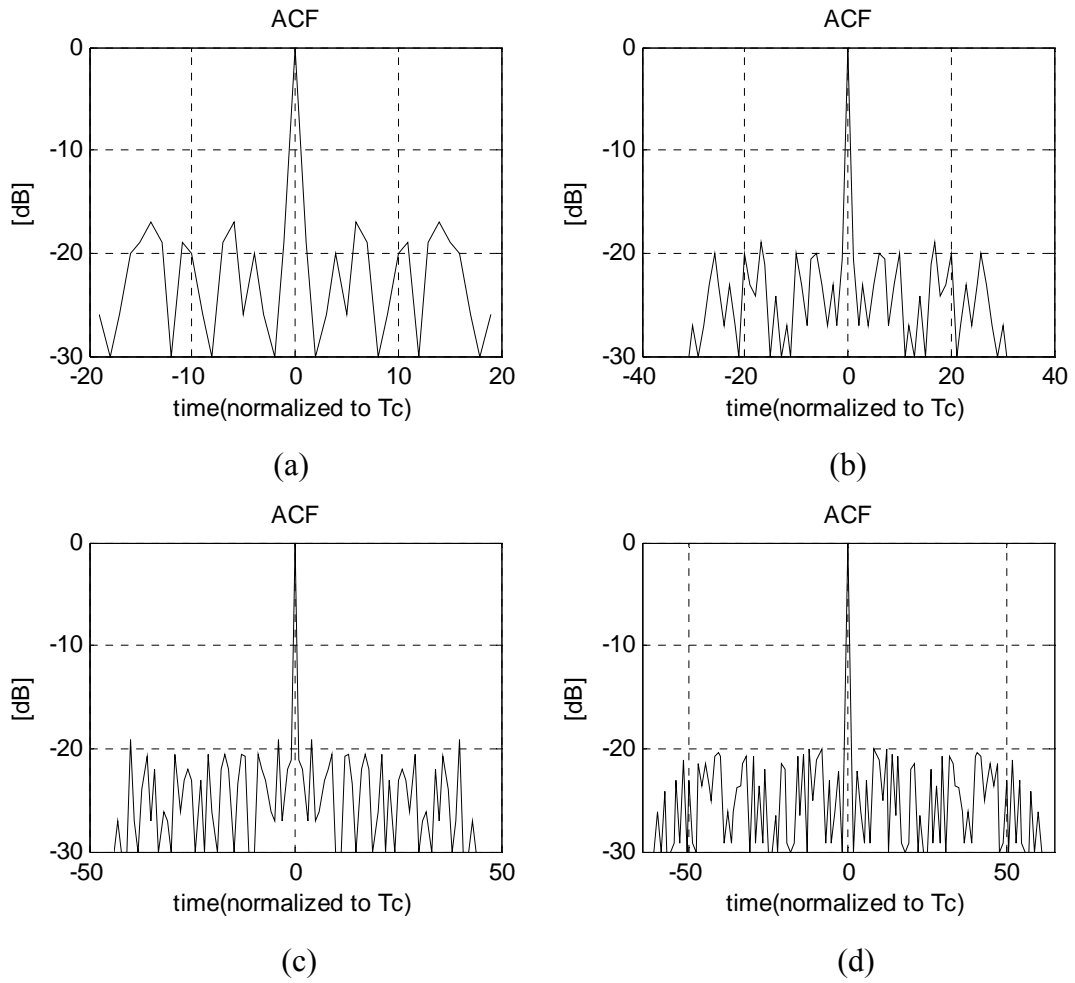 ACF
0
-10
-20
-30
[dB]
-20 -10 0 10 20
time(normalized to Tc)
(a)
ACF
0
-10
-20
-30
[dB]
-40 -20 0 20 40
time(normalized to Tc)
(b)
ACF
0
-10
-20
-30
[dB]
-50 0 50
time(normalized to Tc)
(c)
ACF
0
-10
-20
-30
[dB]
-50 0 50
time(normalized to Tc)
(d)